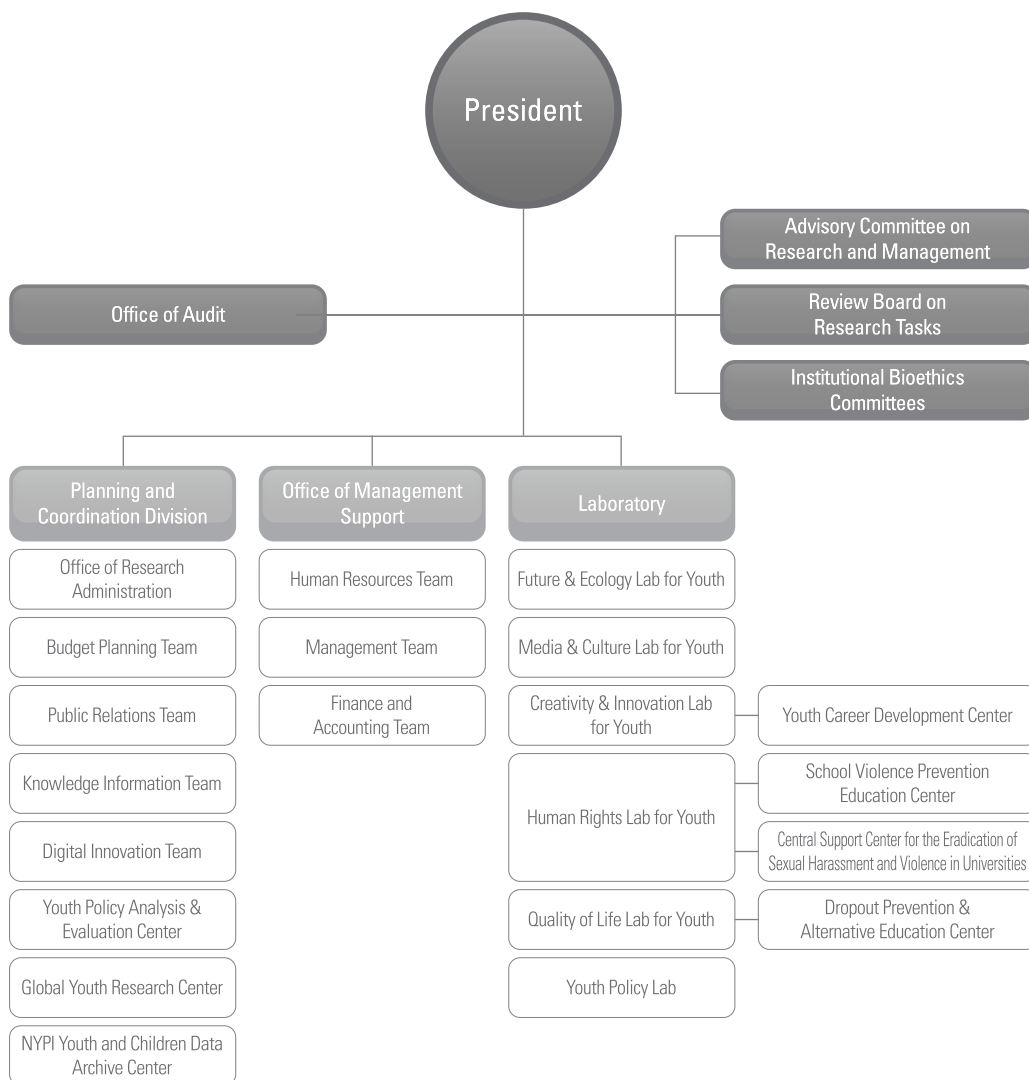 President
Advisory Committee on
Research and Management
Office of Audit
Review Board on
Research Tasks
Institutional Bioethics
Committees
Planning and
Coordination Division
Office of Research
Administration
Budget Planning Team
Public Relations Team
Knowledge Information Team
Digital Innovation Team
Youth Policy Analysis &
Evaluation Center
Global Youth Research Center
NYPI Youth and Children Data
Archive Center
Office of Management
Support
Human Resources Team
Management Team
Finance and
Accounting Team
Laboratory
Future & Ecology Lab for Youth
Media & Culture Lab for Youth
Creativity & Innovation Lab
for Youth
Youth Career Development Center
Human Rights Lab for Youth
School Violence Prevention
Education Center
Central Support Center for the Eradication of
Sexual Harassment and Violence in Universities
Quality of Life Lab for Youth
Dropout Prevention &
Alternative Education Center
Youth Policy Lab